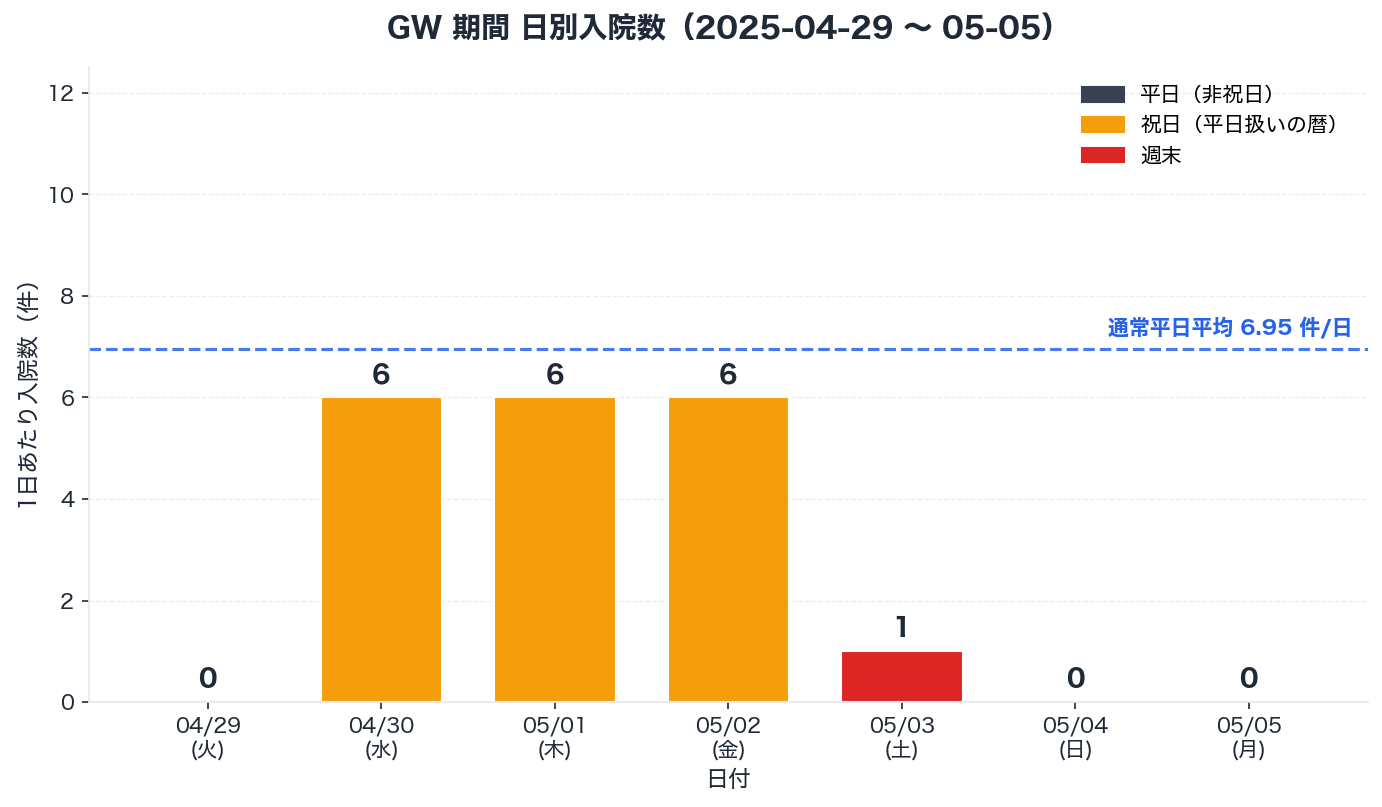 GW 期間 日別入院数（2025-04-29 〜 05-05）
12
10
8
6
4
2
0
1日あたり入院数（件）
平日（非祝日）
祝日（平日扱いの暦）
週末
通常平日平均 6.95 件/日
0
6
6
6
1
0
0
04/29
(火)
04/30
(水)
05/01
(木)
05/02
(金)
05/03
(土)
05/04
(日)
05/05
(月)
日付